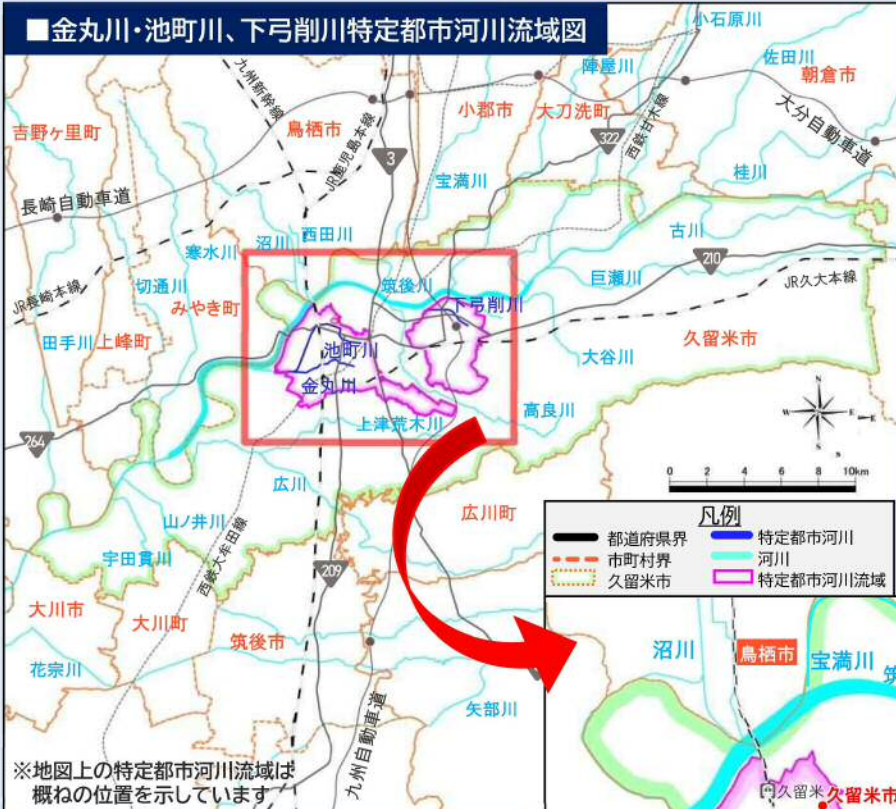 ■金丸川・池町川、下弓削川特定都市河川流域図
小石原川
佐田川
朝倉市
陣屋川
九州新幹線
小郡市
大刀洗町
大分自動車道
吉野ヶ里町
鳥栖市
JR鹿児島本線
3
322
西鉄甘木線
宝満川
桂川
長崎自動車道
寒水川
沼川
西田川
古川
210
JR長崎本線
切通川
みやき町
筑後川
巨瀬川
JR久大本線
下弓削川
田手川
上峰町
池町川
大谷川
久留米市
金丸川
高良川
上津荒木川
264
N
W
E
S
0 2 4 6 8 10km
広川
広川町
山ノ井川
宇田貫川
西鉄大牟田線
209
凡例
都道府県界
特定都市河川
市町村界
河川
久留米市
特定都市河川流域
大川市
大川町
筑後市
花宗川
矢部川
九州自動車道
沼川
鳥栖市
宝満川
筑
久留米
久留米市
※地図上の特定都市河川流域は
概ねの位置を示しています